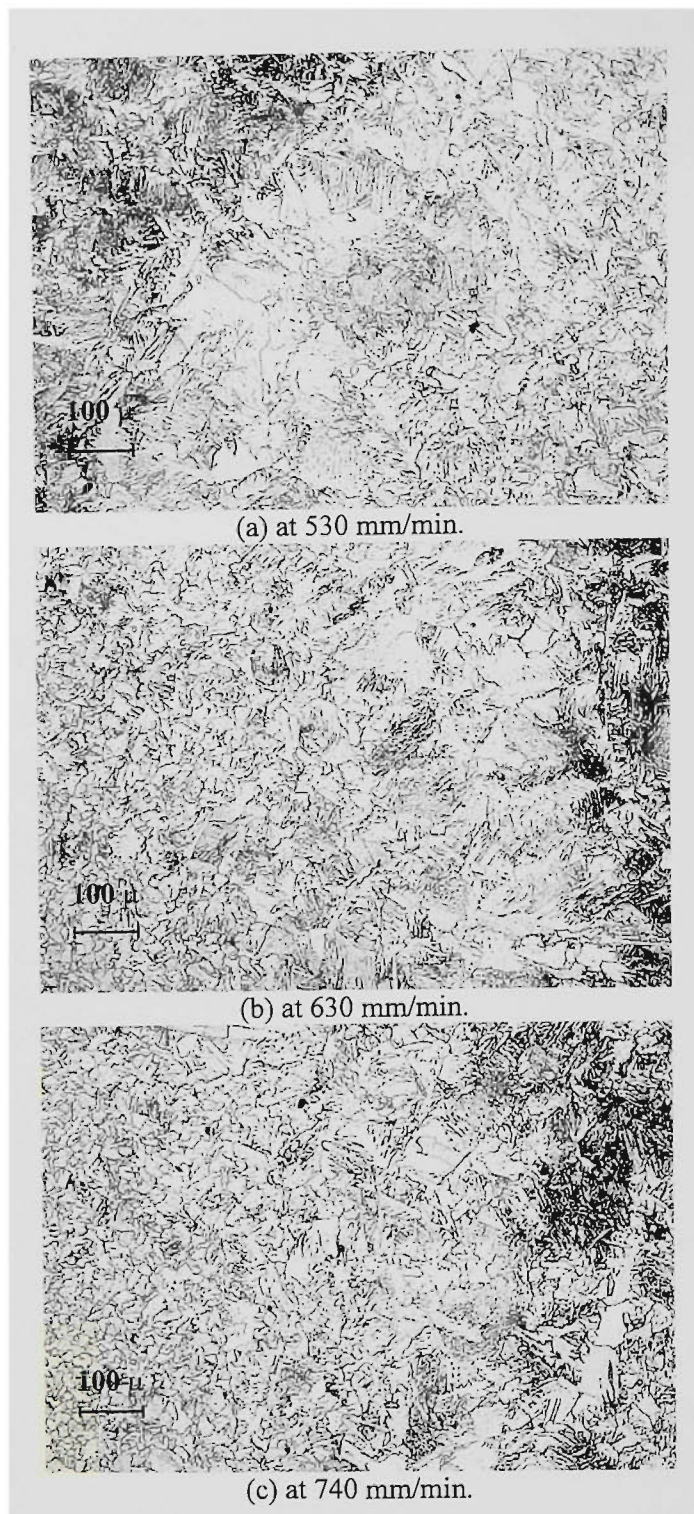 100 µ
(a) at 530 mm/min.
100 µ
(b) at 630 mm/min.
100 µ
(c) at 740 mm/min.